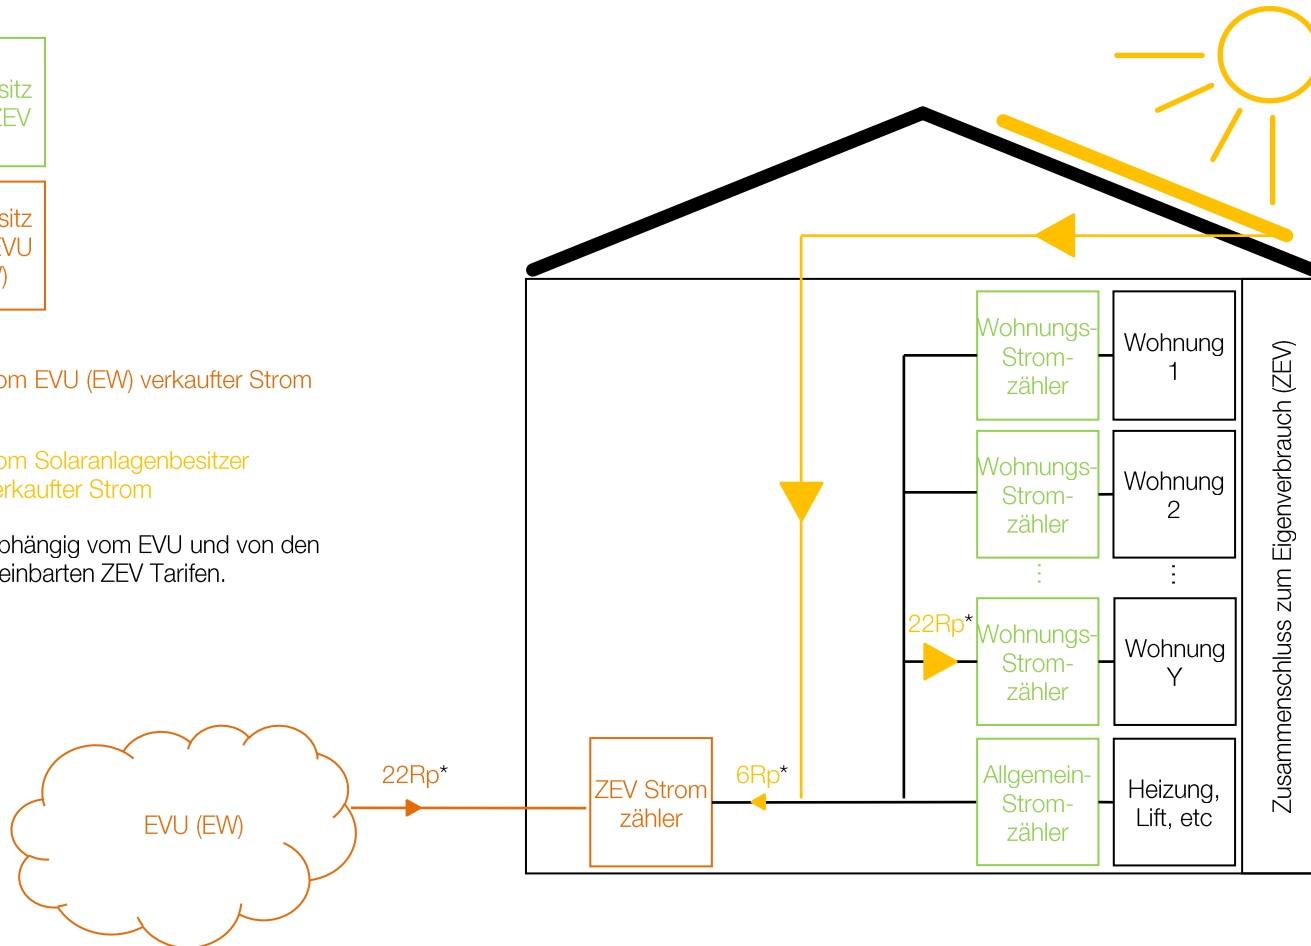 sitz
ZEV
sitz
EVU
)
om EVU (EW) verkaufter Strom
om Solaranlagenbesitzer
erkaufter Strom
bhängig vom EVU und von den
einbarten ZEV Tarifen.
EVU (EW)
22Rp*
ZEV Strom
zähler
6Rp*
22Rp*
Wohnungs-
Strom-
zähler
Wohnung
1
Wohnungs-
Strom-
zähler
Wohnung
2
⋮
⋮
Wohnungs-
Strom-
zähler
Wohnung
Y
Allgemein-
Strom-
zähler
Heizung,
Lift, etc
Zusammenschluss zum Eigenverbrauch (ZEV)